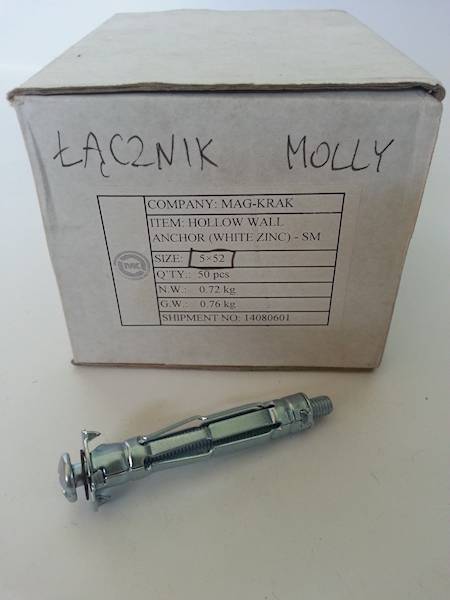 ŁĄCZNIK MOLLY
COMPANY: MAG-KRAK
ITEM: HOLLOW WALL
ANCHOR (WHITE ZINC) - SM
SIZE: 5×52
Q'TY.: 50 pcs
N.W.: 0.72 kg
G.W.: 0.76 kg
SHIPMENT NO: 14080601